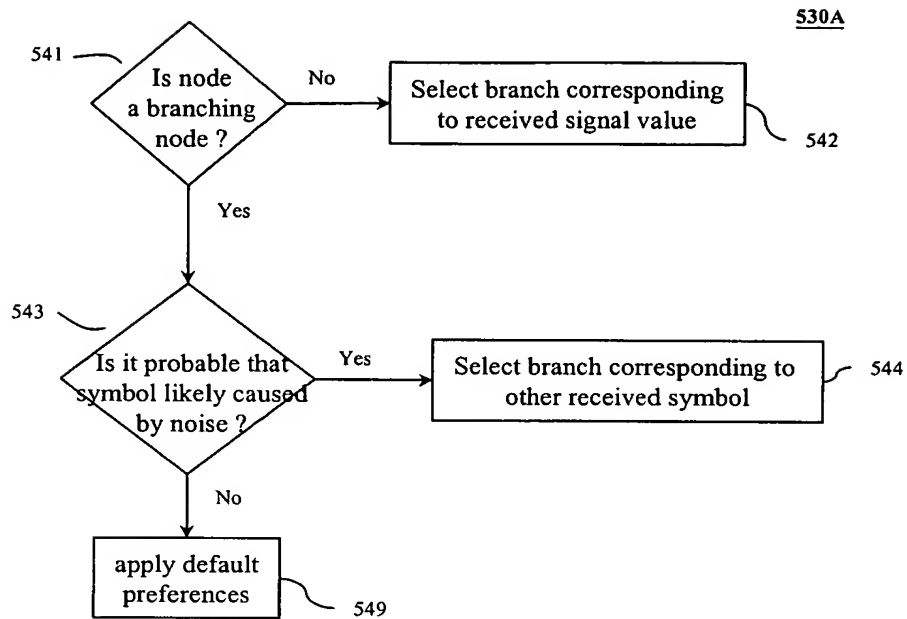 530A
541
Is node
a branching
node ?
No
Select branch corresponding
to received signal value
542
Yes
543
Is it probable that
symbol likely caused
by noise ?
Yes
Select branch corresponding to
other received symbol
544
No
apply default
preferences
549